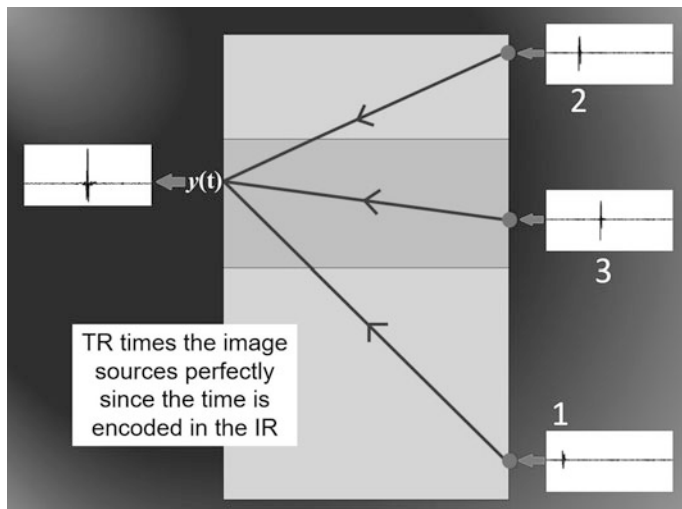 2
y(t)
3
TR times the image
sources perfectly
since the time is
encoded in the IR
1